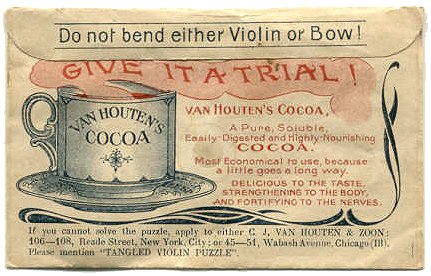 Do not bend either Violin or Bow!
GIVE IT A TRIAL!
VAN HOUTEN'S
COCOA
VAN HOUTEN'S COCOA,
A Pure, Soluble,
Easily-Digested and Highly-Nourishing
COCOA.
Most Economical to use, because
a little goes a long way.
DELICIOUS TO THE TASTE,
STRENGTHENING TO THE BODY,
AND FORTIFYING TO THE NERVES.
If you cannot solve the puzzle, apply to either C. J. VAN HOUTEN & ZOON:
106—108, Reade Street, New York, City; or 45—51, Wabash Avenue, Chicago (Ill).
Please mention "TANGLED VIOLIN PUZZLE".